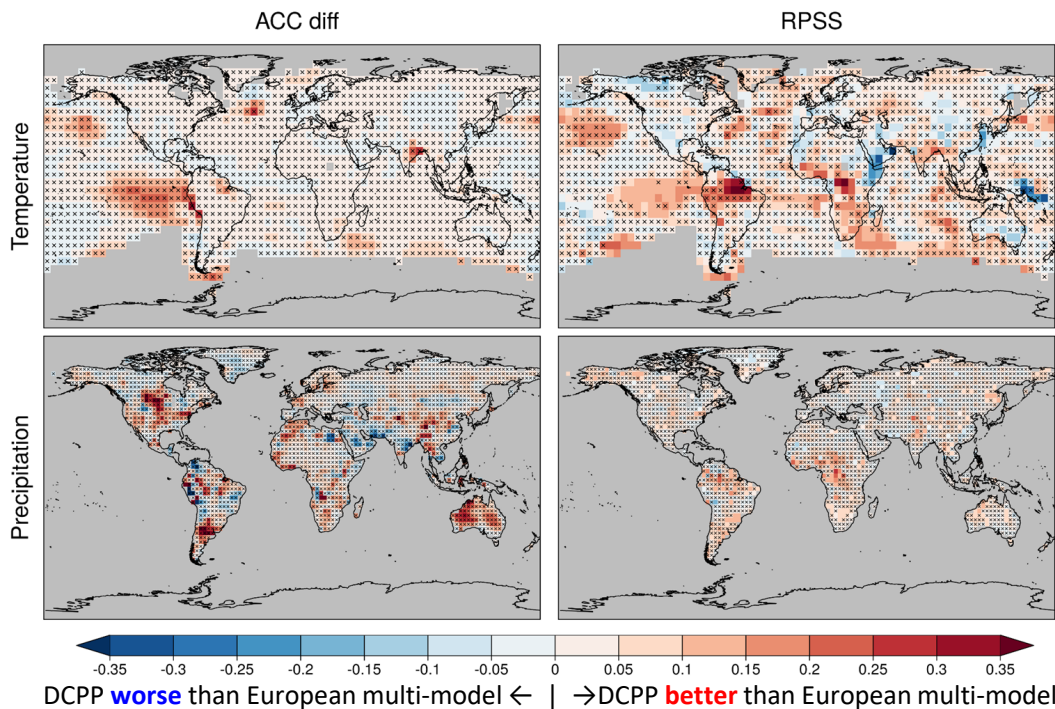 ACC diff
RPSS
Temperature
Precipitation
-0.35 -0.3 -0.25 -0.2 -0.15 -0.1 -0.05 0 0.05 0.1 0.15 0.2 0.25 0.3 0.35
DCPP worse than European multi-model ← | →DCPP better than European multi-model